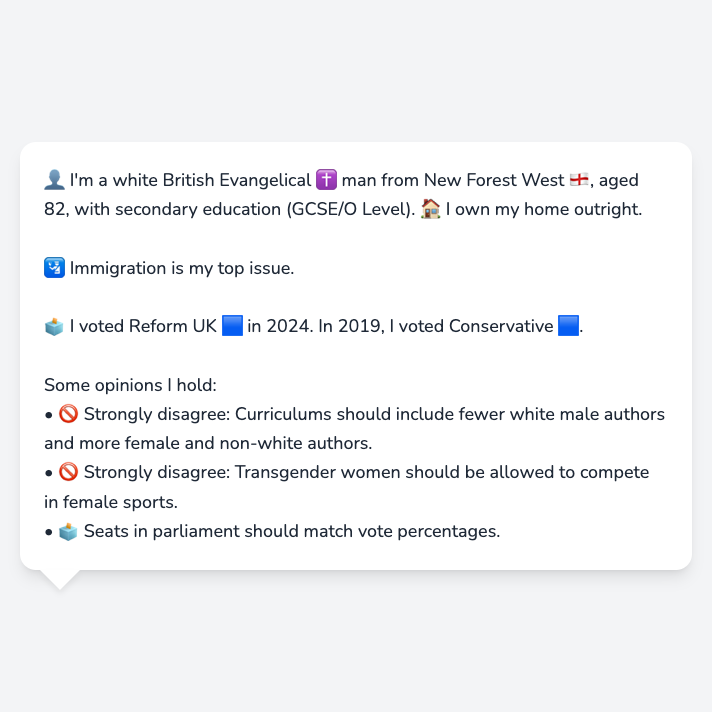 👤 I'm a white British Evangelical ✝️ man from New Forest West 🏴󠁧󠁢󠁥󠁮󠁧󠁿, aged
82, with secondary education (GCSE/O Level). 🏠 I own my home outright.
🛂 Immigration is my top issue.
🗳️ I voted Reform UK 🟦 in 2024. In 2019, I voted Conservative 🟦.
Some opinions I hold:
• 🚫 Strongly disagree: Curriculums should include fewer white male authors
and more female and non-white authors.
• 🚫 Strongly disagree: Transgender women should be allowed to compete
in female sports.
• 🗳️ Seats in parliament should match vote percentages.